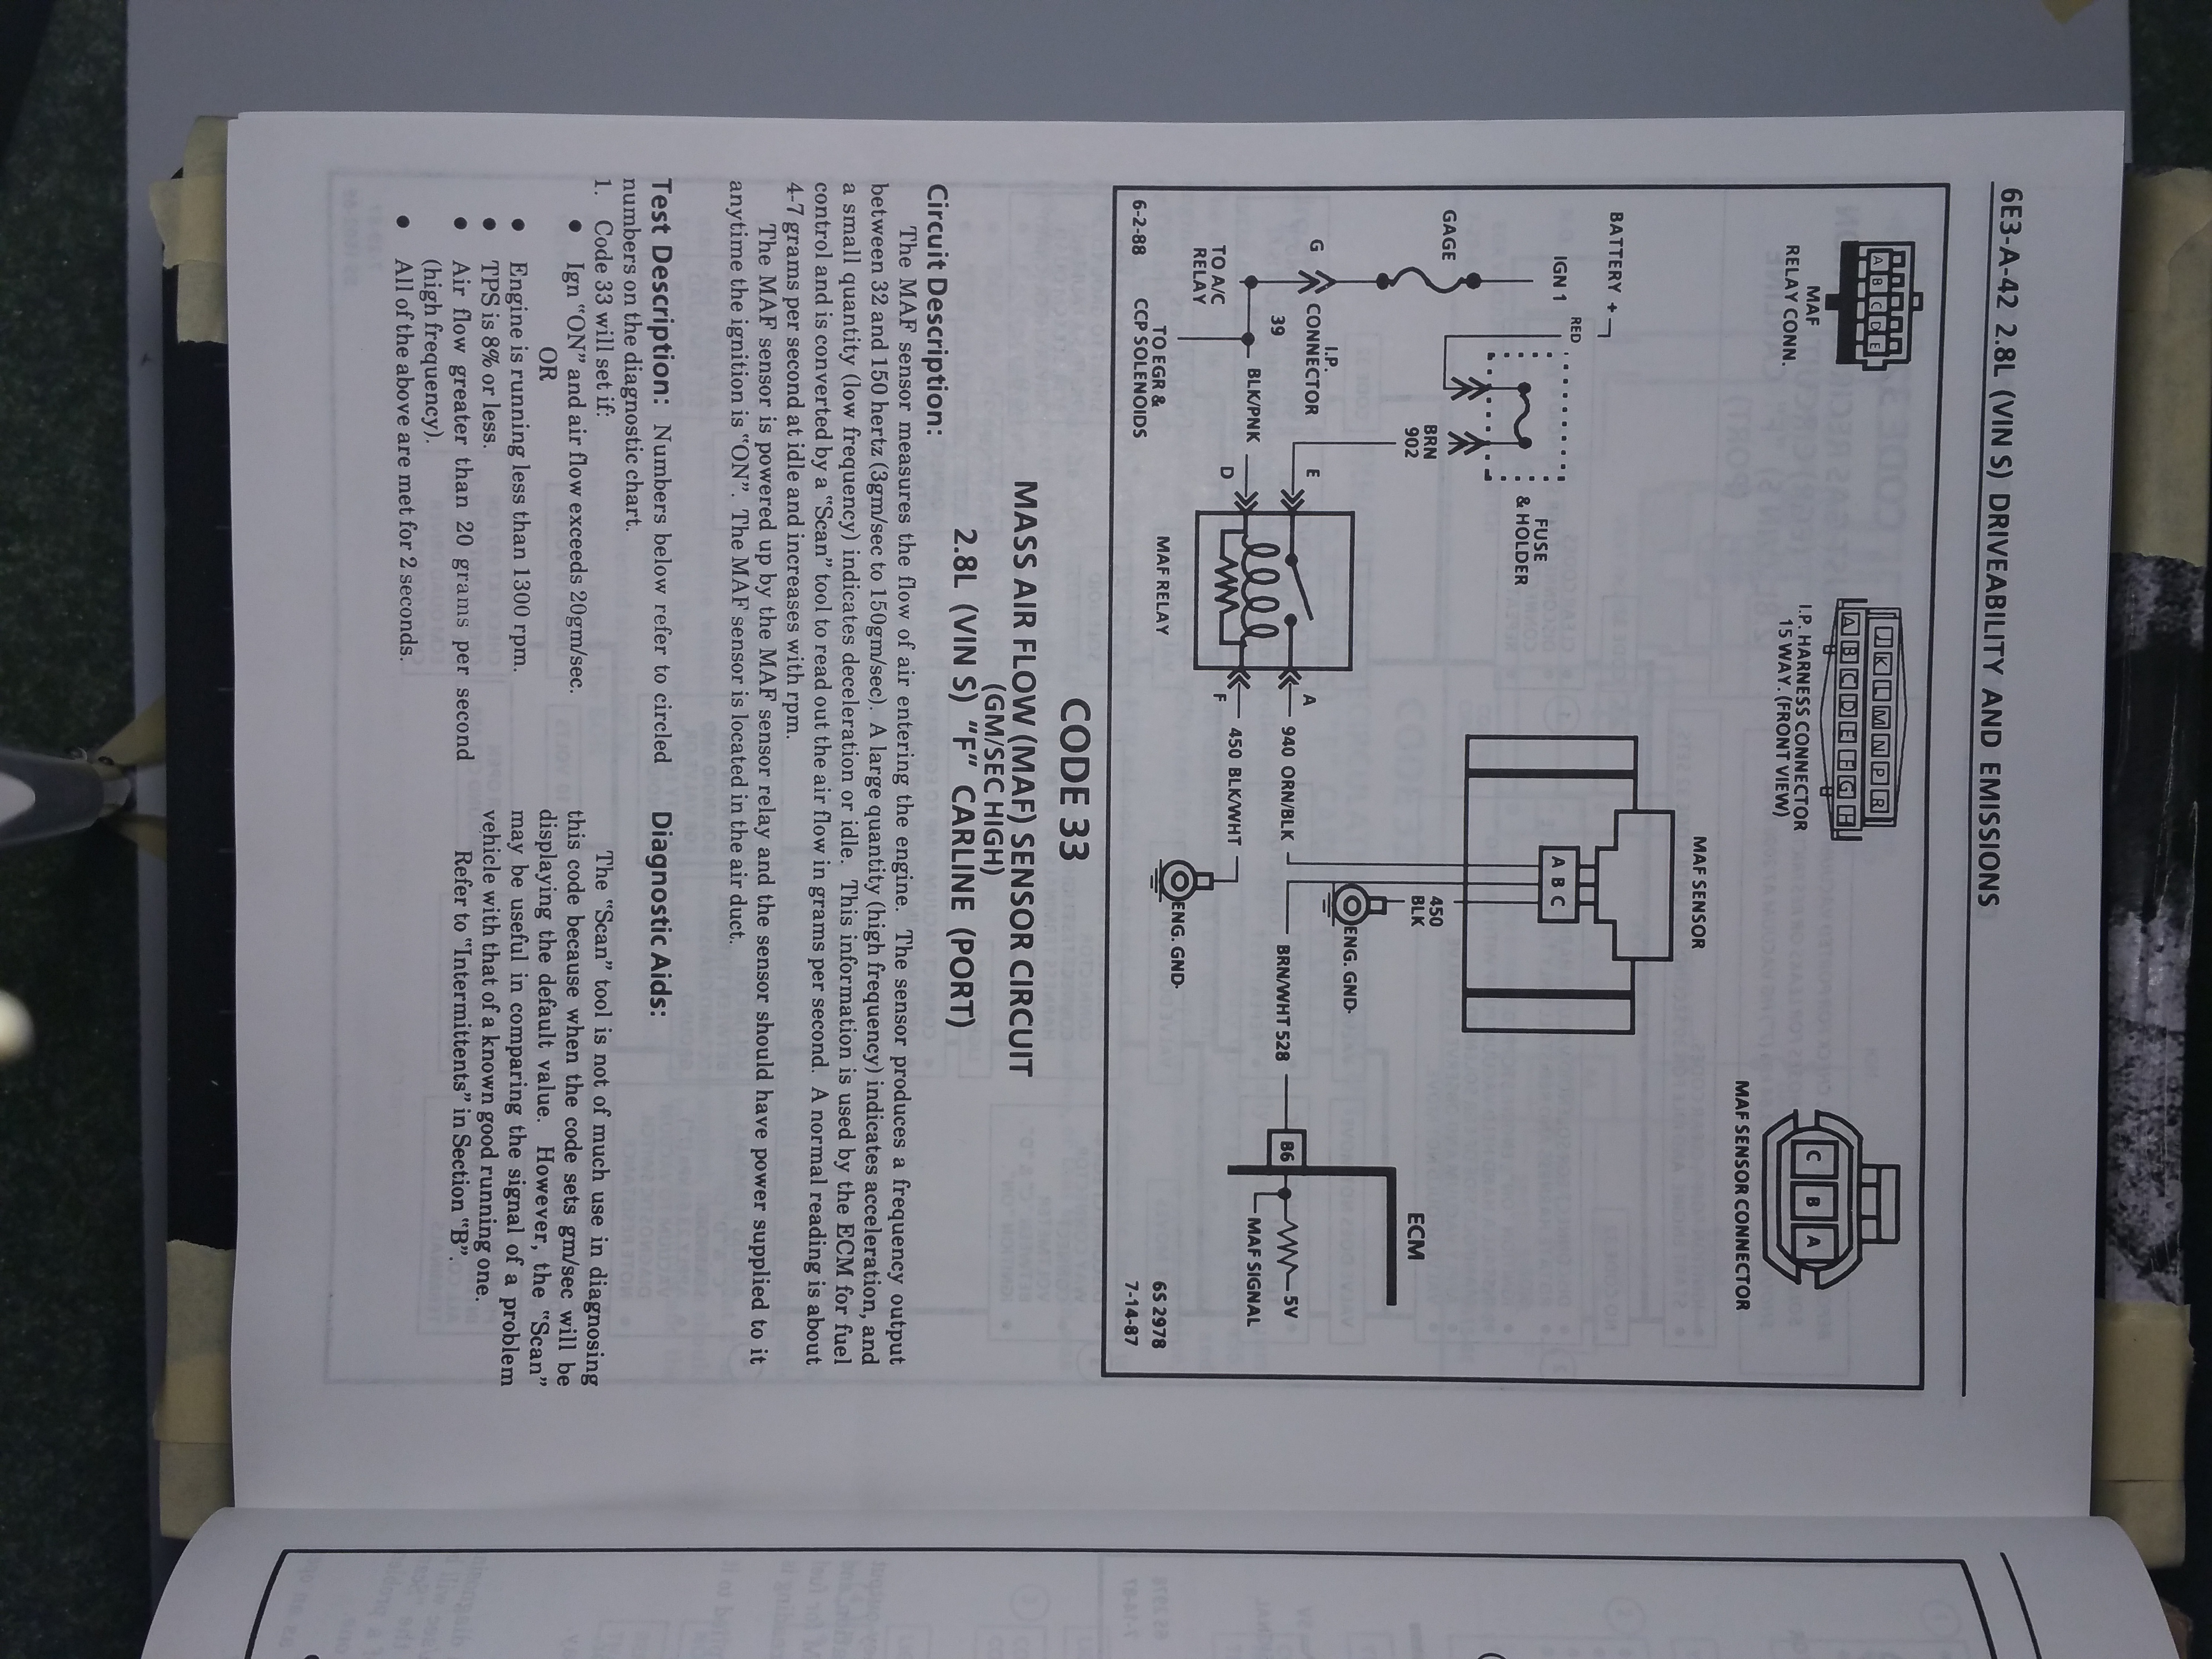 6E3-A-42 2.8L (VIN S) DRIVEABILITY AND EMISSIONS
A B C D E
MAF
RELAY CONN.
J K L M N P R
A B C D E F G H
I.P. HARNESS CONNECTOR
15 WAY.(FRONT VIEW)
C B A
MAF SENSOR CONNECTOR
MAF SENSOR
A B C
BATTERY +
IGN 1
RED
FUSE
& HOLDER
GAGE
BRN
902
G
I.P.
CONNECTOR
39
BLK/PNK
TO A/C
RELAY
TO EGR &
CCP SOLENOIDS
E
D
MAF RELAY
A
F
940 ORN/BLK
450 BLK/WHT
450
BLK
ENG. GND.
ENG. GND.
BRN/WHT 528
B6
ECM
5V
MAF SIGNAL
6-2-88
6S 2978
7-14-87
CODE 33
MASS AIR FLOW (MAF) SENSOR CIRCUIT
(GM/SEC HIGH)
2.8L (VIN S) "F" CARLINE (PORT)
Circuit Description:
The MAF sensor measures the flow of air entering the engine. The sensor produces a frequency output
between 32 and 150 hertz (3gm/sec to 150gm/sec). A large quantity (high frequency) indicates acceleration, and
a small quantity (low frequency) indicates deceleration or idle. This information is used by the ECM for fuel
control and is converted by a "Scan" tool to read out the air flow in grams per second. A normal reading is about
4-7 grams per second at idle and increases with rpm.
The MAF sensor is powered up by the MAF sensor relay and the sensor should have power supplied to it
anytime the ignition is "ON". The MAF sensor is located in the air duct.
Test Description: Numbers below refer to circled
numbers on the diagnostic chart.
1. Code 33 will set if:
● Ign "ON" and air flow exceeds 20gm/sec.
OR
● Engine is running less than 1300 rpm.
● TPS is 8% or less.
● Air flow greater than 20 grams per second
(high frequency).
● All of the above are met for 2 seconds.
Diagnostic Aids:
The "Scan" tool is not of much use in diagnosing
this code because when the code sets gm/sec will be
displaying the default value. However, the "Scan"
may be useful in comparing the signal of a problem
vehicle with that of a known good running one.
Refer to "Intermittents" in Section "B".